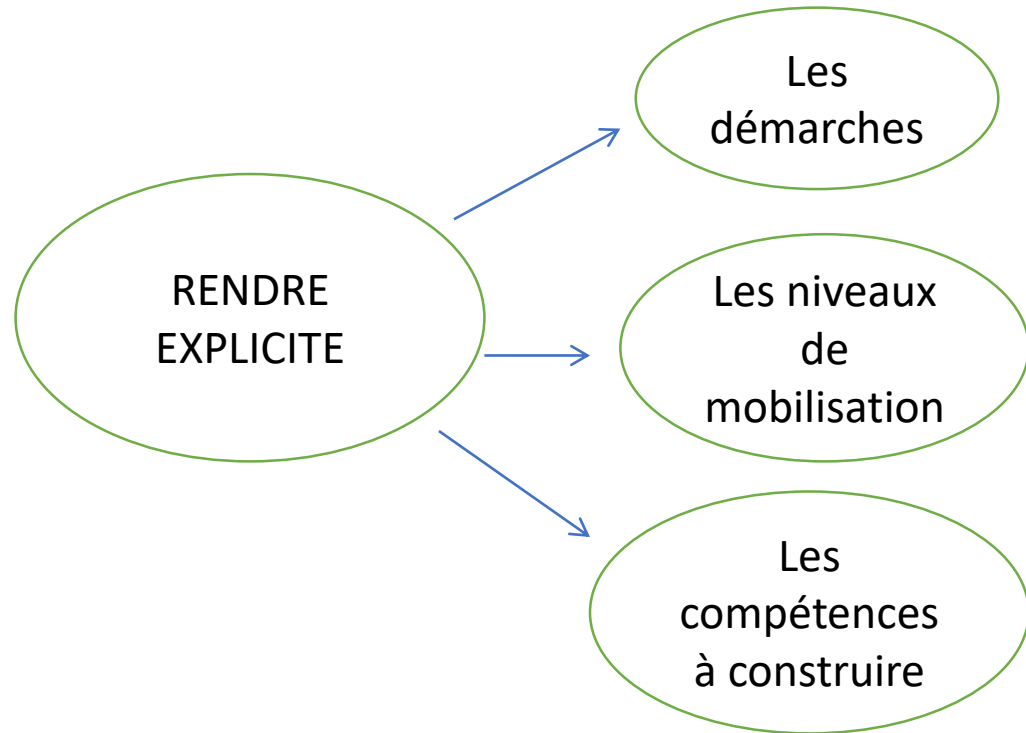 RENDRE
EXPLICITE
Les
démarches
Les niveaux
de
mobilisation
Les
compétences
à construire